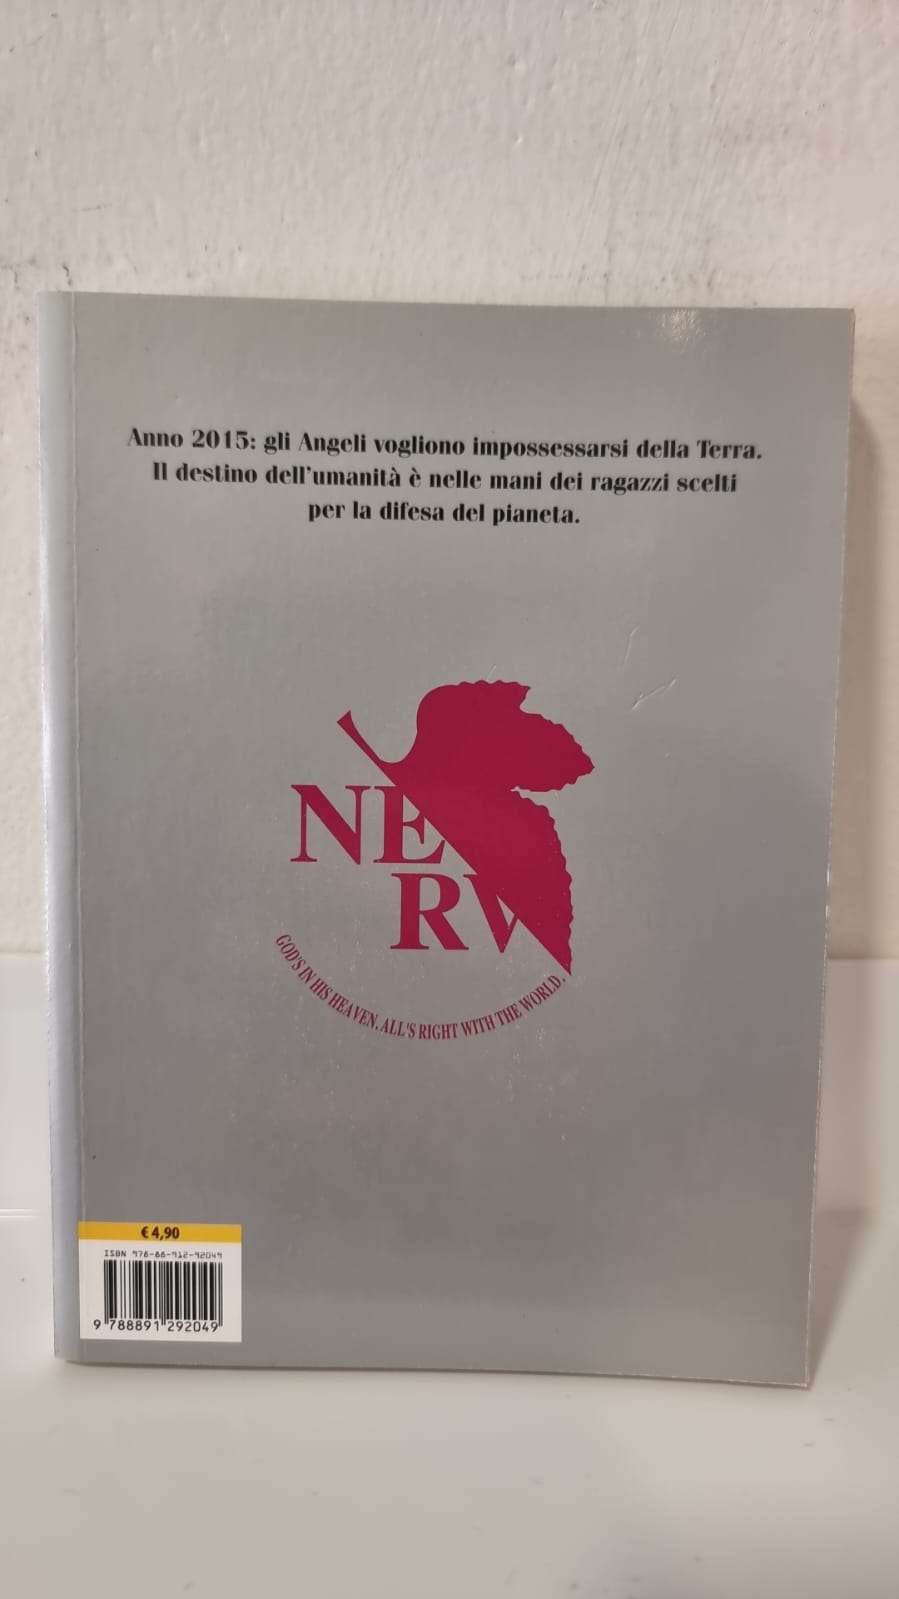 Anno 2015: gli Angeli vogliono impossessarsi della Terra.
Il destino dell'umanità è nelle mani dei ragazzi scelti
per la difesa del pianeta.
NE
RV
GOD'S IN HIS HEAVEN. ALL'S RIGHT WITH THE WORLD.
€ 4,90
ISBN 978-88-912-9204-9
9 788891 292049